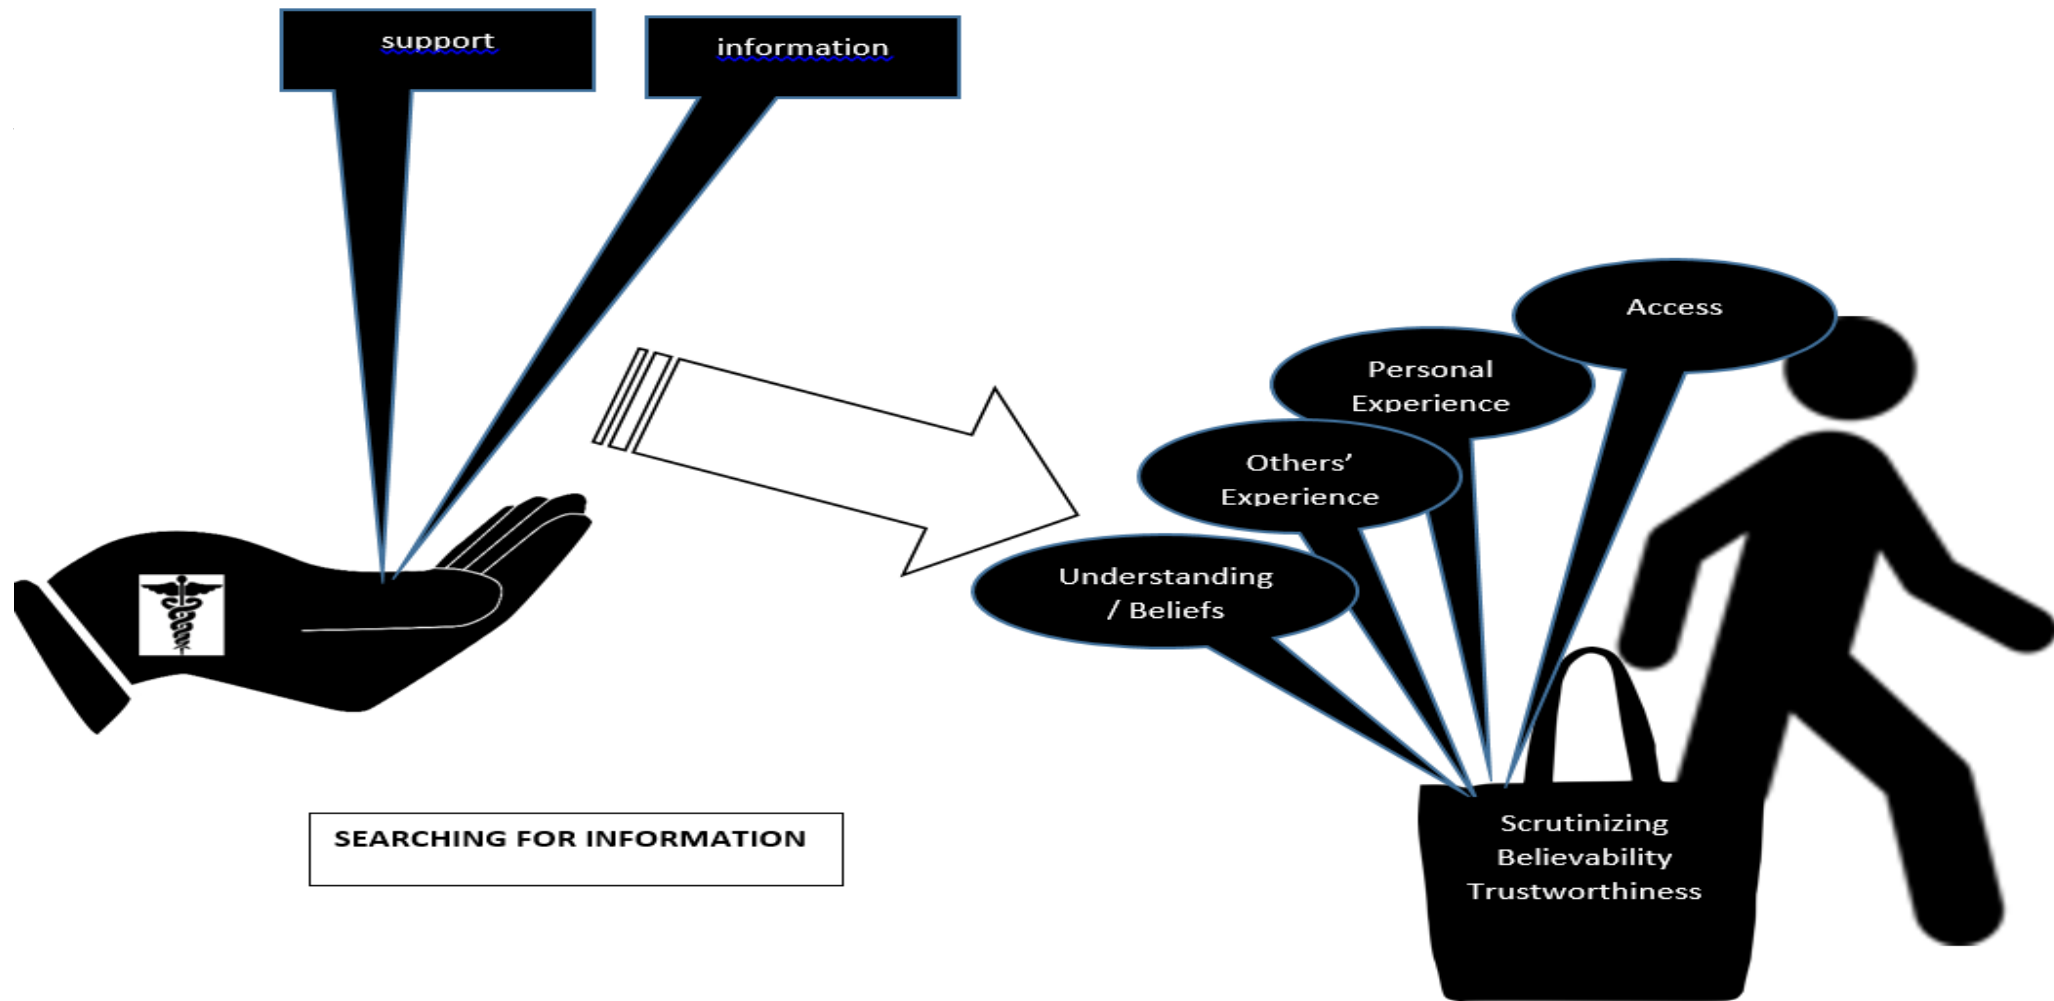 support
information
Access
Personal
Experience
Others’
Experience
Understanding
/ Beliefs
Scrutinizing
Believability
Trustworthiness
SEARCHING FOR INFORMATION